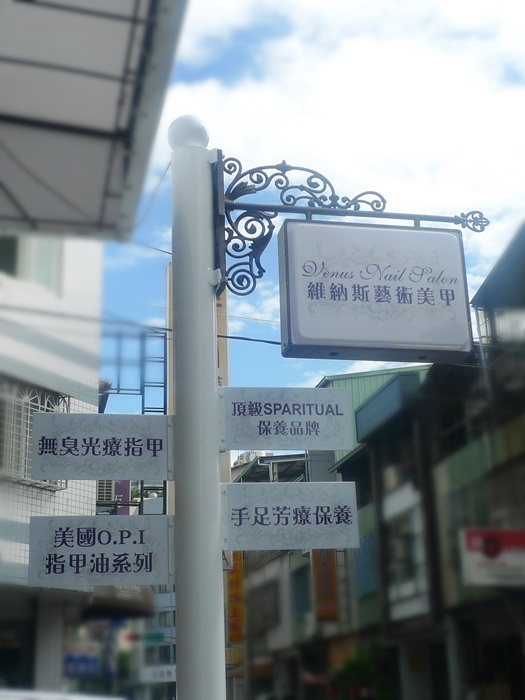 Venus Nail Salon
維納斯藝術美甲
頂級SPARITUAL
保養品牌
無臭光療指甲
手足芳療保養
美國O.P.I
指甲油系列